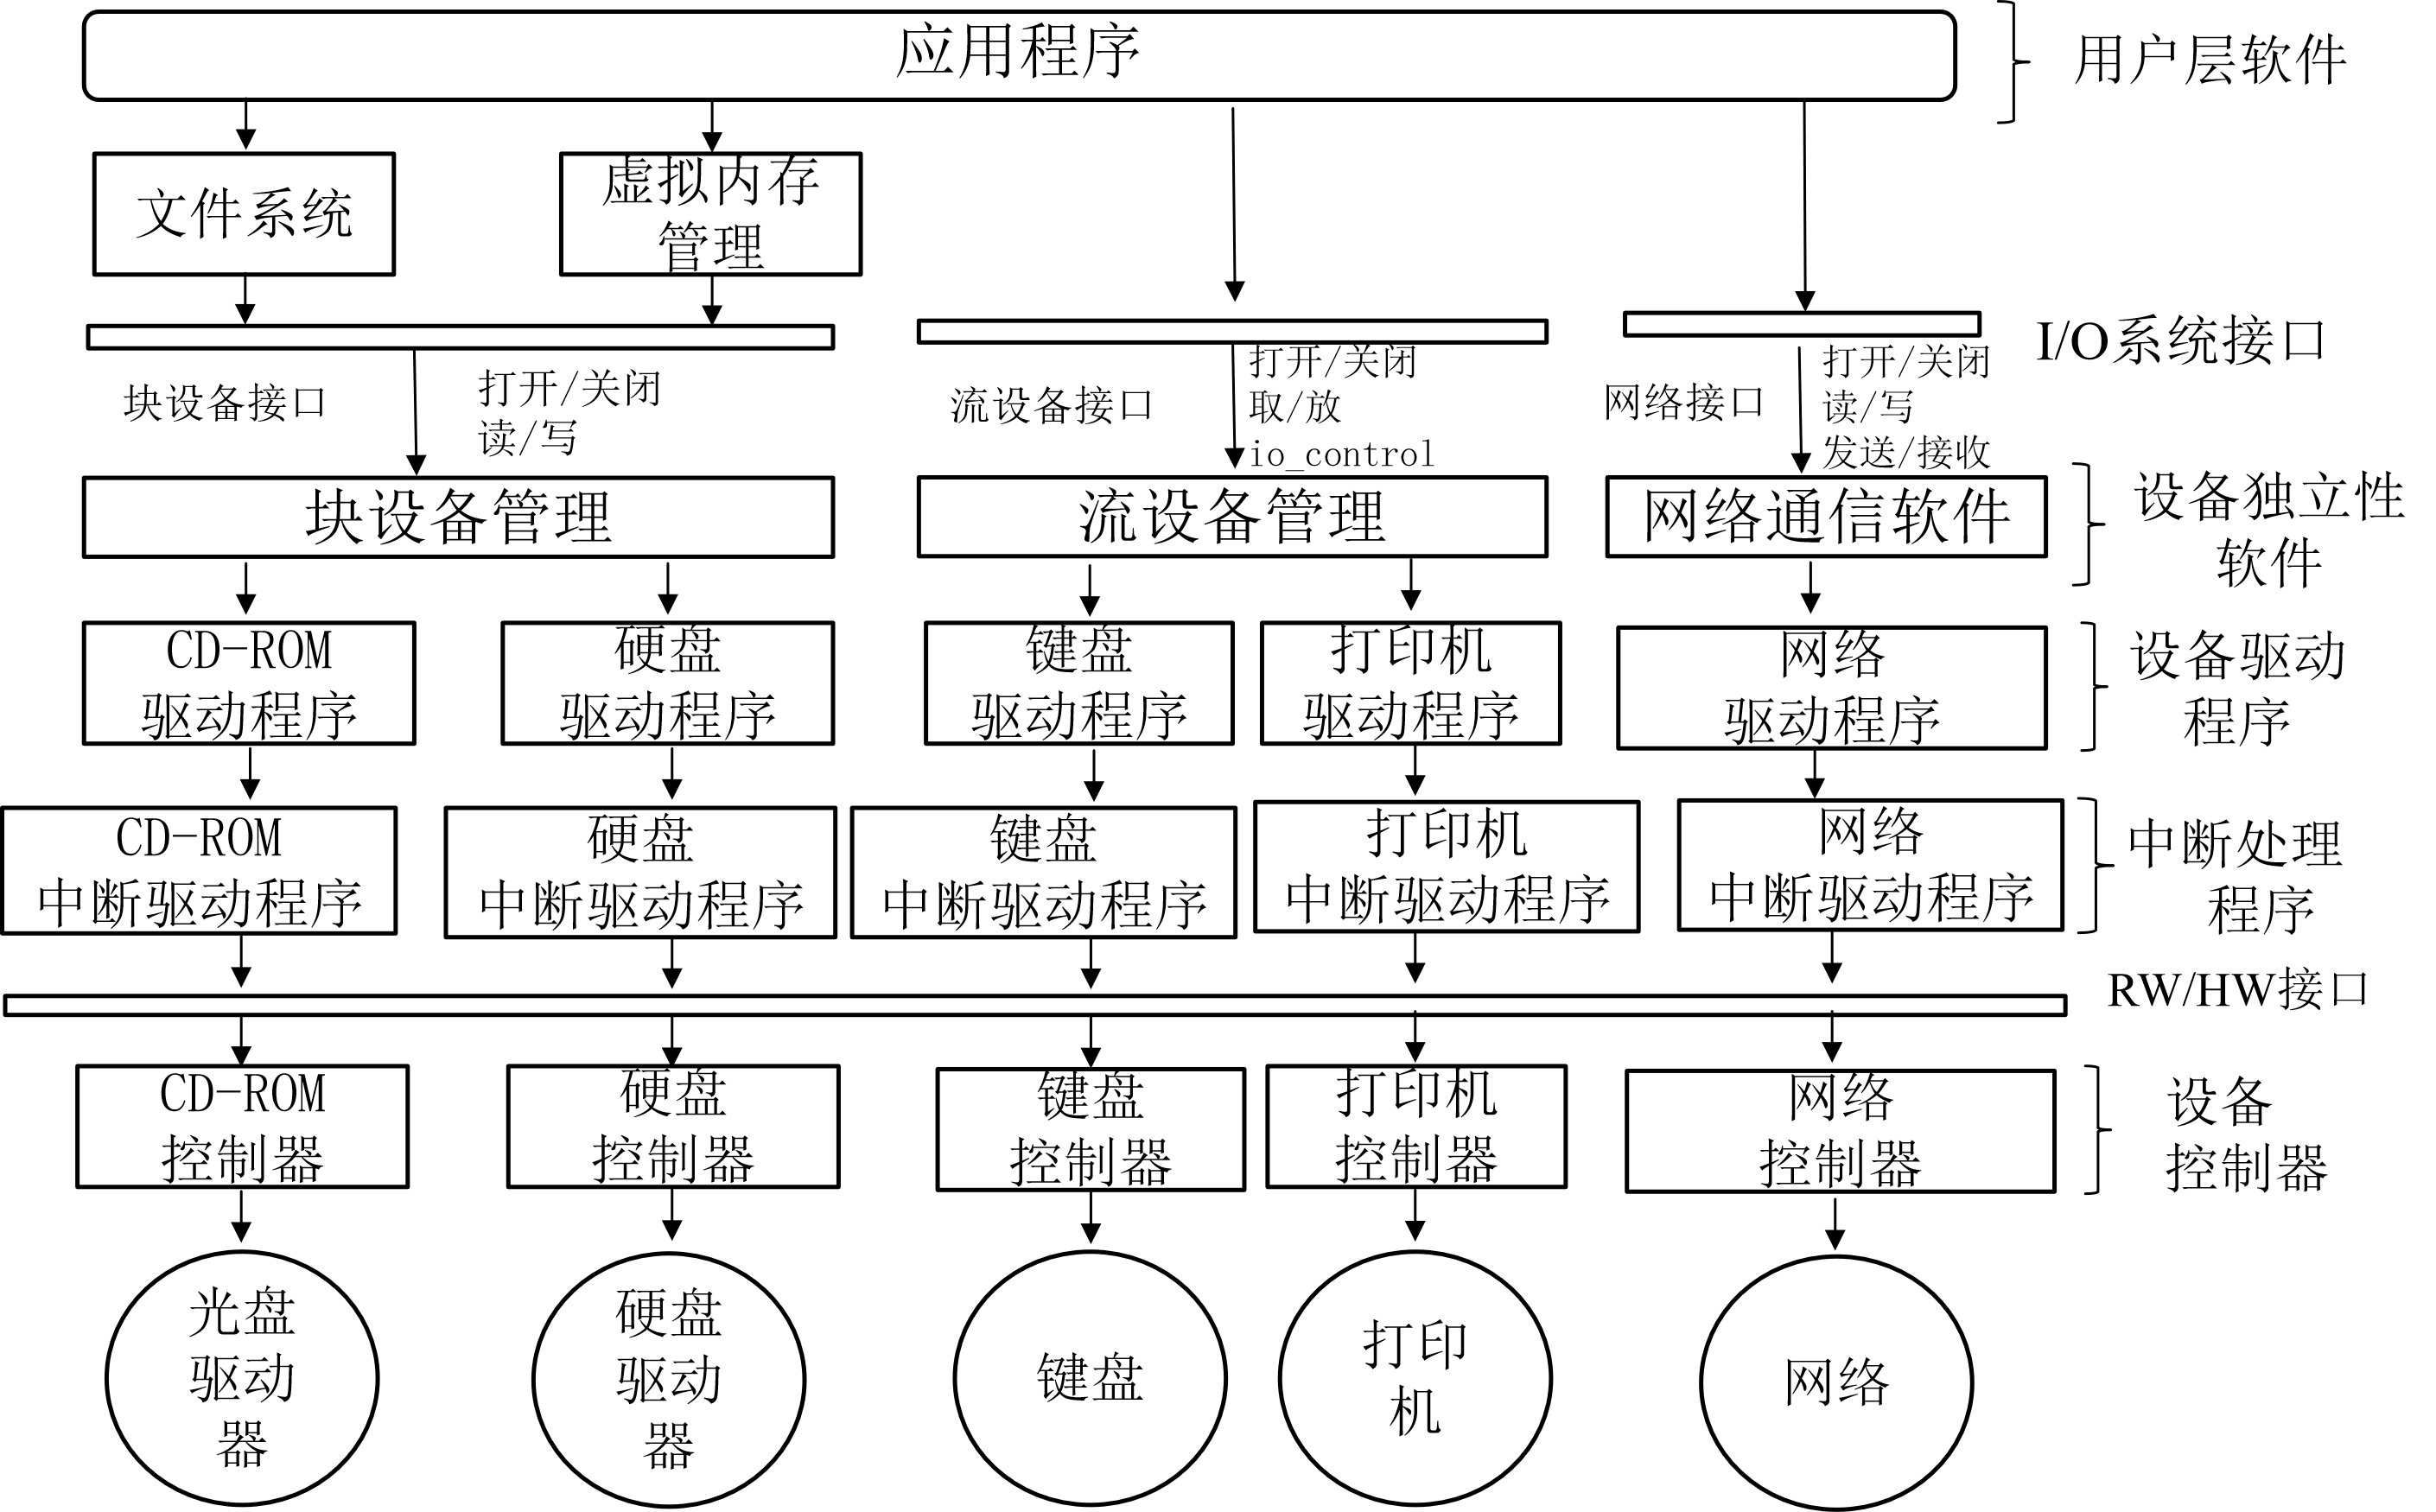 应用程序
用户层软件
文件系统
虚拟内存
管理
I/O系统接口
块设备接口
打开/关闭
读/写
流设备接口
打开/关闭
取/放
io_control
网络接口
打开/关闭
读/写
发送/接收
块设备管理
流设备管理
网络通信软件
设备独立性
软件
CD-ROM
驱动程序
硬盘
驱动程序
键盘
驱动程序
打印机
驱动程序
网络
驱动程序
设备驱动
程序
CD-ROM
中断驱动程序
硬盘
中断驱动程序
键盘
中断驱动程序
打印机
中断驱动程序
网络
中断驱动程序
中断处理
程序
RW/HW接口
CD-ROM
控制器
硬盘
控制器
键盘
控制器
打印机
控制器
网络
控制器
设备
控制器
光盘
驱动
器
硬盘
驱动
器
键盘
打印
机
网络